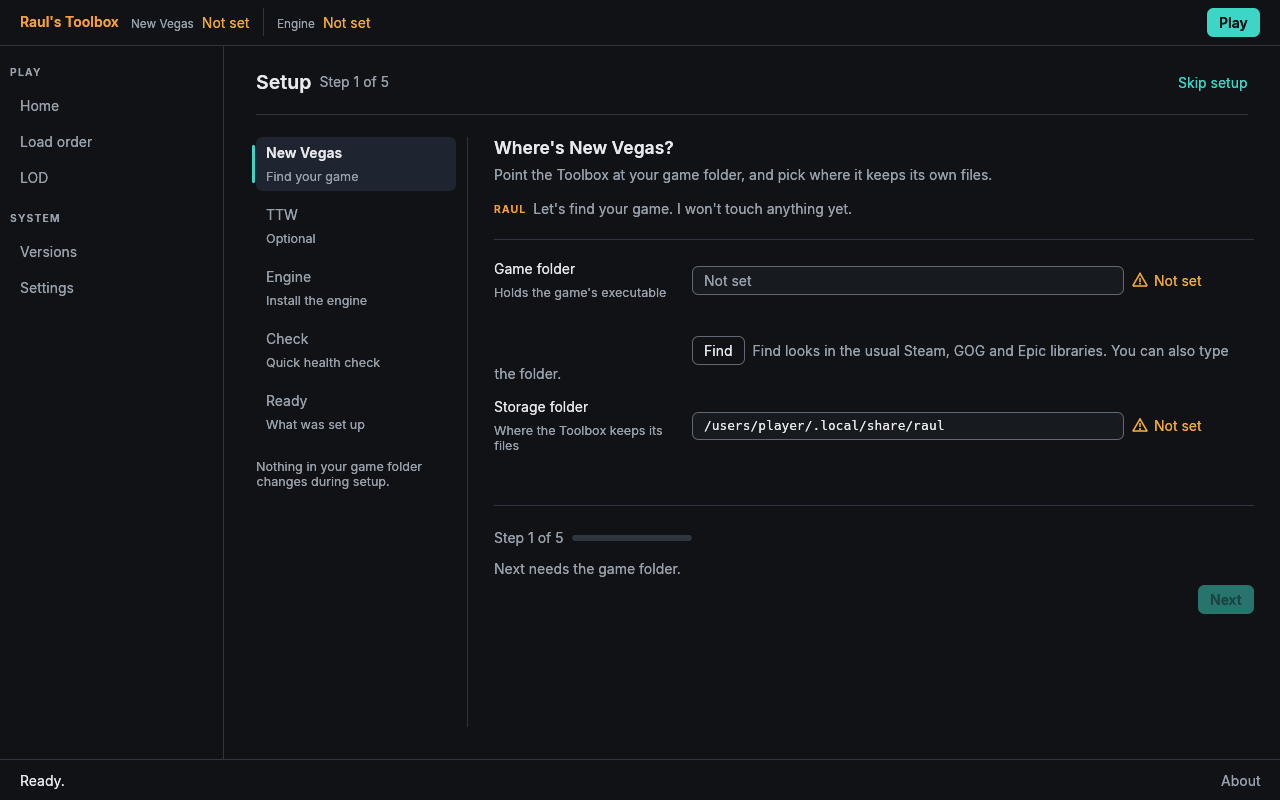 Raul's Toolbox New Vegas Not set Engine Not set Play
PLAY
Home
Load order
LOD
SYSTEM
Versions
Settings
Setup Step 1 of 5 Skip setup
New Vegas
Find your game
TTW
Optional
Engine
Install the engine
Check
Quick health check
Ready
What was set up
Nothing in your game folder
changes during setup.
Where's New Vegas?
Point the Toolbox at your game folder, and pick where it keeps its own files.
RAUL Let's find your game. I won't touch anything yet.
Game folder
Holds the game's executable
Not set Not set
Find Find looks in the usual Steam, GOG and Epic libraries. You can also type
the folder.
Storage folder
Where the Toolbox keeps its
files
/users/player/.local/share/raul Not set
Step 1 of 5
Next needs the game folder.
Next
Ready. About